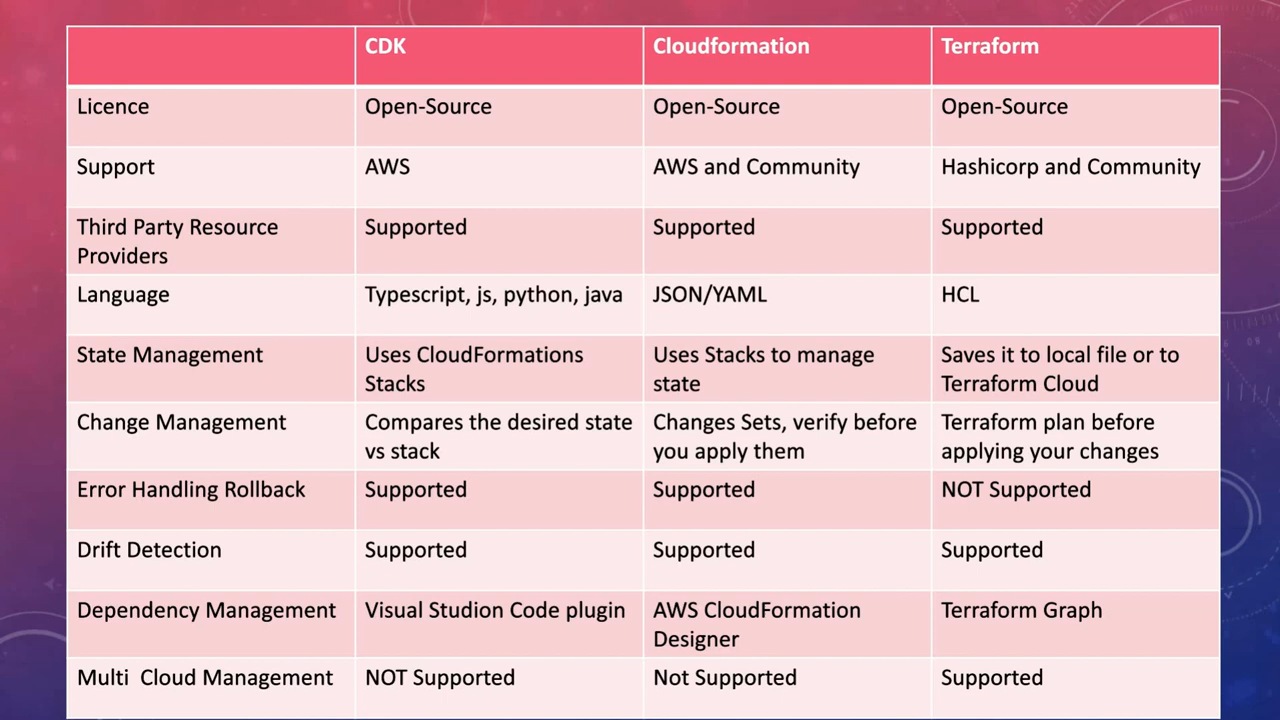 CDK Cloudformation Terraform
Licence Open-Source Open-Source Open-Source
Support AWS AWS and Community Hashicorp and Community
Third Party Resource Supported Supported Supported
Providers
Language Typescript, js, python, java JSON/YAML HCL
State Management Uses CloudFormations Uses Stacks to manage Saves it to local file or to
Stacks state Terraform Cloud
Change Management Compares the desired state Changes Sets, verify before Terraform plan before
vs stack you apply them applying your changes
Error Handling Rollback Supported Supported NOT Supported
Drift Detection Supported Supported Supported
Dependency Management Visual Studion Code plugin AWS CloudFormation Terraform Graph
Designer
Multi Cloud Management NOT Supported Not Supported Supported